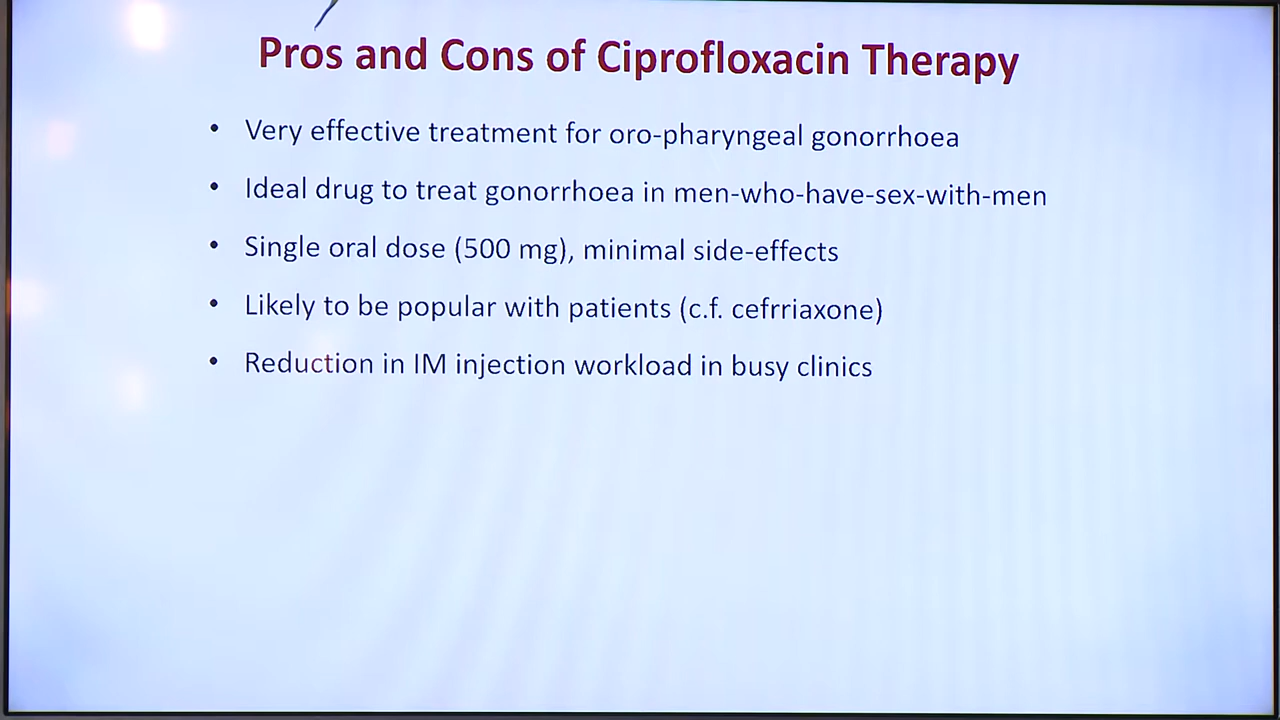 Pros and Cons of Ciprofloxacin Therapy
• Very effective treatment for oro-pharyngeal gonorrhoea
• Ideal drug to treat gonorrhoea in men-who-have-sex-with-men
• Single oral dose (500 mg), minimal side-effects
• Likely to be popular with patients (c.f. cefrriaxone)
• Reduction in IM injection workload in busy clinics